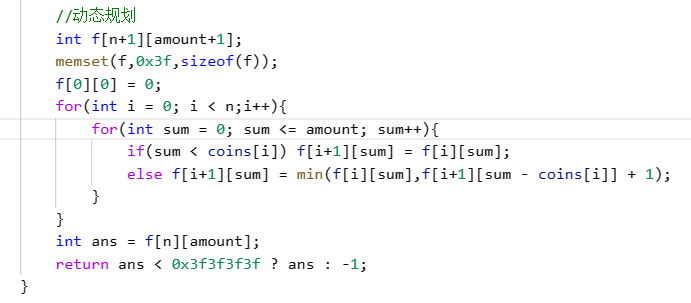 //动态规划
int f[n+1][amount+1];
memset(f,0x3f,sizeof(f));
f[0][0] = 0;
for(int i = 0; i < n;i++){
for(int sum = 0; sum <= amount; sum++){
if(sum < coins[i]) f[i+1][sum] = f[i][sum];
else f[i+1][sum] = min(f[i][sum],f[i+1][sum - coins[i]] + 1);
}
}
int ans = f[n][amount];
return ans < 0x3f3f3f3f ? ans : -1;
}